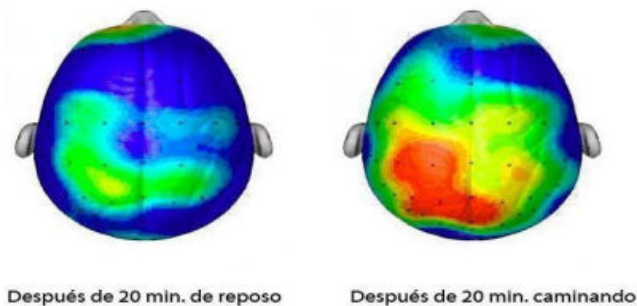 Después de 20 min. de reposo
Después de 20 min. caminando